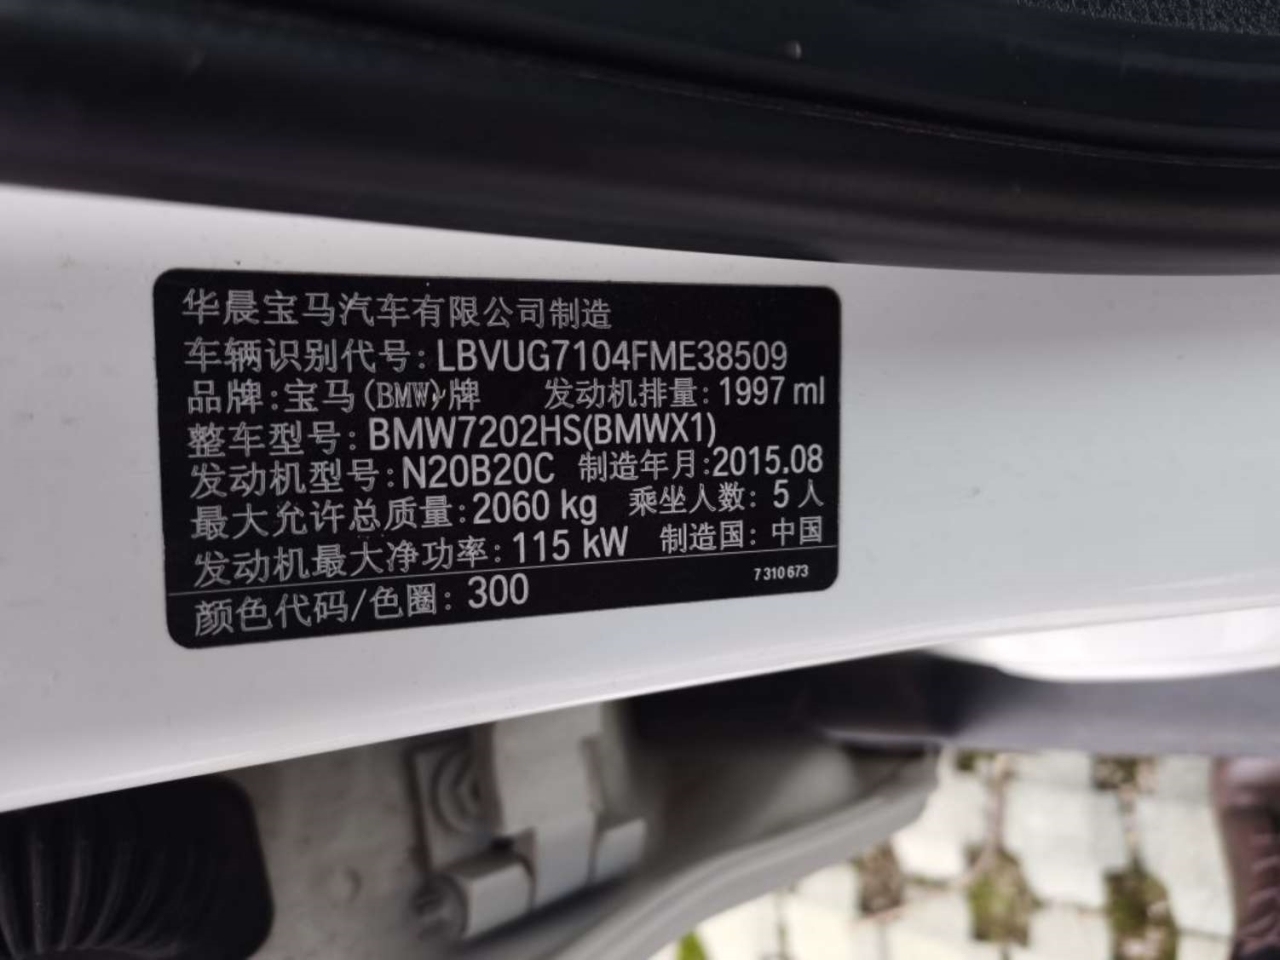 华晨宝马汽车有限公司制造
车辆识别代号: LBVUG7104FME38509
品牌: 宝马(BMW)牌 发动机排量: 1997 ml
整车型号: BMW7202HS(BMWX1)
发动机型号: N20B20C 制造年月: 2015.08
最大允许总质量: 2060 kg 乘坐人数: 5 人
发动机最大净功率: 115 kW 制造国: 中国
颜色代码/色圈: 300 7 310 673